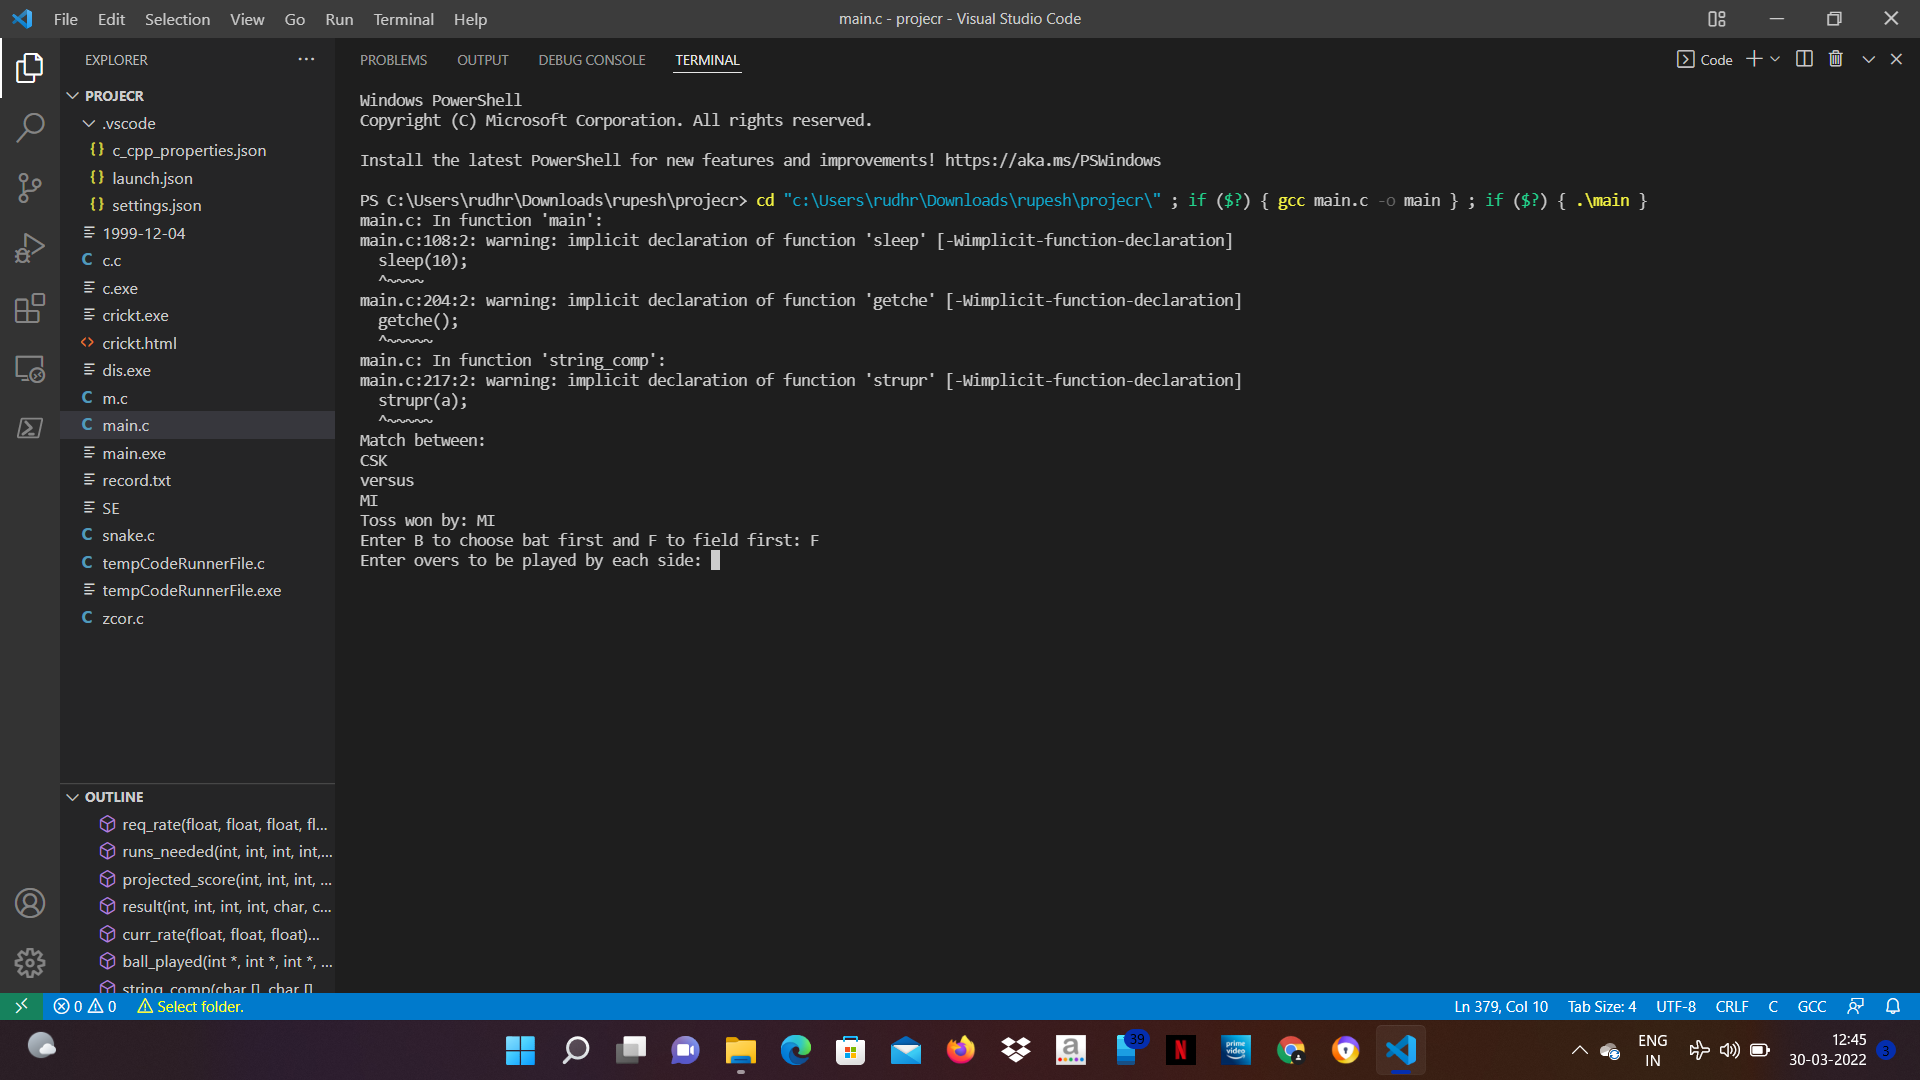 File Edit Selection View Go Run Terminal Help
main.c - projecr - Visual Studio Code
EXPLORER
PROJECR
.vscode
{} c_cpp_properties.json
{} launch.json
{} settings.json
1999-12-04
C c.c
c.exe
crickt.exe
<> crickt.html
dis.exe
C m.c
C main.c
main.exe
record.txt
SE
C snake.c
C tempCodeRunnerFile.c
tempCodeRunnerFile.exe
C zcor.c
OUTLINE
req_rate(float, float, float, fl...
runs_needed(int, int, int, int,...
projected_score(int, int, int, ...
result(int, int, int, int, char, c...
curr_rate(float, float, float)...
ball_played(int *, int *, int *, ...
string_comp(char [], char []
PROBLEMS OUTPUT DEBUG CONSOLE TERMINAL
Code
Windows PowerShell
Copyright (C) Microsoft Corporation. All rights reserved.
Install the latest PowerShell for new features and improvements! https://aka.ms/PSWindows
PS C:\Users\rudhr\Downloads\rupesh\projecr> cd "c:\Users\rudhr\Downloads\rupesh\projecr\" ; if ($?) { gcc main.c -o main } ; if ($?) { .\main }
main.c: In function 'main':
main.c:108:2: warning: implicit declaration of function 'sleep' [-Wimplicit-function-declaration]
sleep(10);
^~~~~
main.c:204:2: warning: implicit declaration of function 'getche' [-Wimplicit-function-declaration]
getche();
^~~~~~
main.c: In function 'string_comp':
main.c:217:2: warning: implicit declaration of function 'strupr' [-Wimplicit-function-declaration]
strupr(a);
^~~~~~
Match between:
CSK
versus
MI
Toss won by: MI
Enter B to choose bat first and F to field first: F
Enter overs to be played by each side:
0 0 Select folder.
Ln 379, Col 10 Tab Size: 4 UTF-8 CRLF C GCC
39
a
N
prime video
ENG
IN
12:45
30-03-2022
3